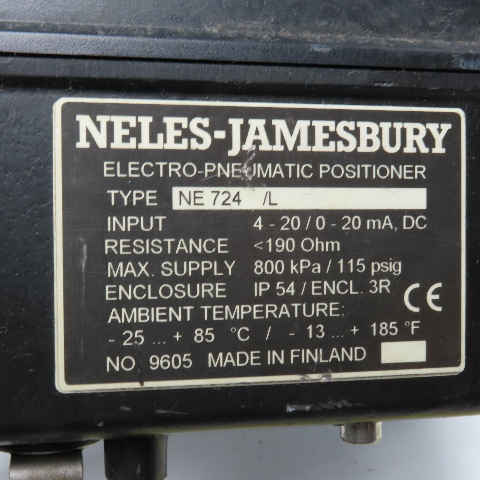 NELES-JAMESBURY
ELECTRO-PNEUMATIC POSITIONER
TYPE NE 724 /L
INPUT 4 - 20 / 0 - 20 mA, DC
RESISTANCE <190 Ohm
MAX. SUPPLY 800 kPa / 115 psig
ENCLOSURE IP 54 / ENCL. 3R
CE
AMBIENT TEMPERATURE:
- 25 ... + 85 °C / - 13 ... + 185 °F
NO 9605 MADE IN FINLAND